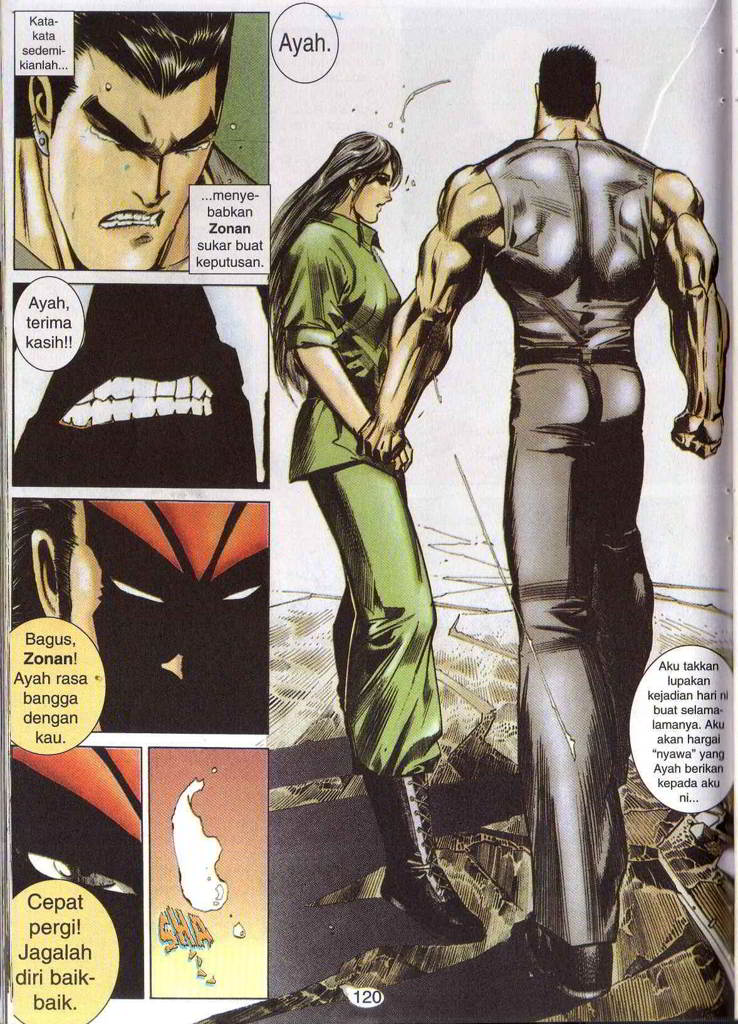 Kata-
kata
sedemi-
kianlah...
...menye-
babkan
Zonan
sukar buat
keputusan.
Ayah,
terima
kasih!!
Bagus,
Zonan!
Ayah rasa
bangga
dengan
kau.
Cepat
pergi!
Jagalah
diri baik-
baik.
SHA
Ayah.
Aku takkan
lupakan
kejadian hari ni
buat selama-
lamanya. Aku
akan hargai
"nyawa" yang
Ayah berikan
kepada aku
ni...
120